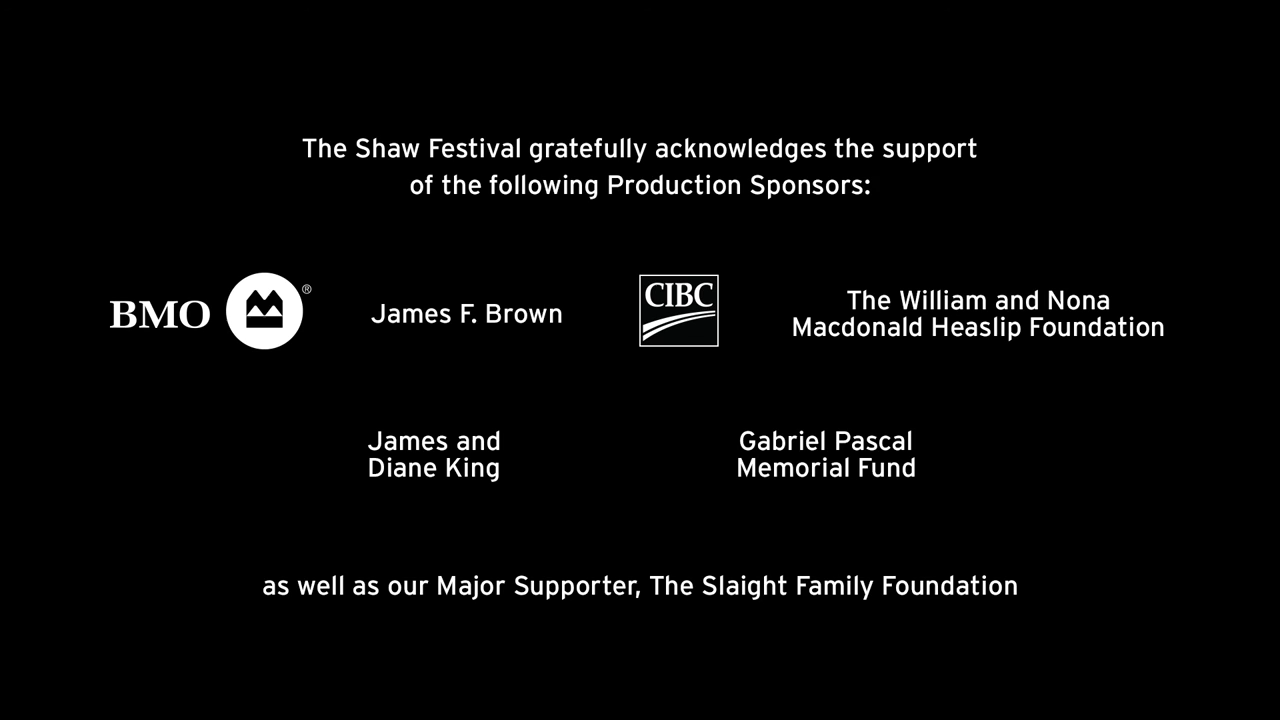 The Shaw Festival gratefully acknowledges the support
of the following Production Sponsors:
BMO ®
James F. Brown
CIBC
The William and Nona
Macdonald Heaslip Foundation
James and
Diane King
Gabriel Pascal
Memorial Fund
as well as our Major Supporter, The Slaight Family Foundation